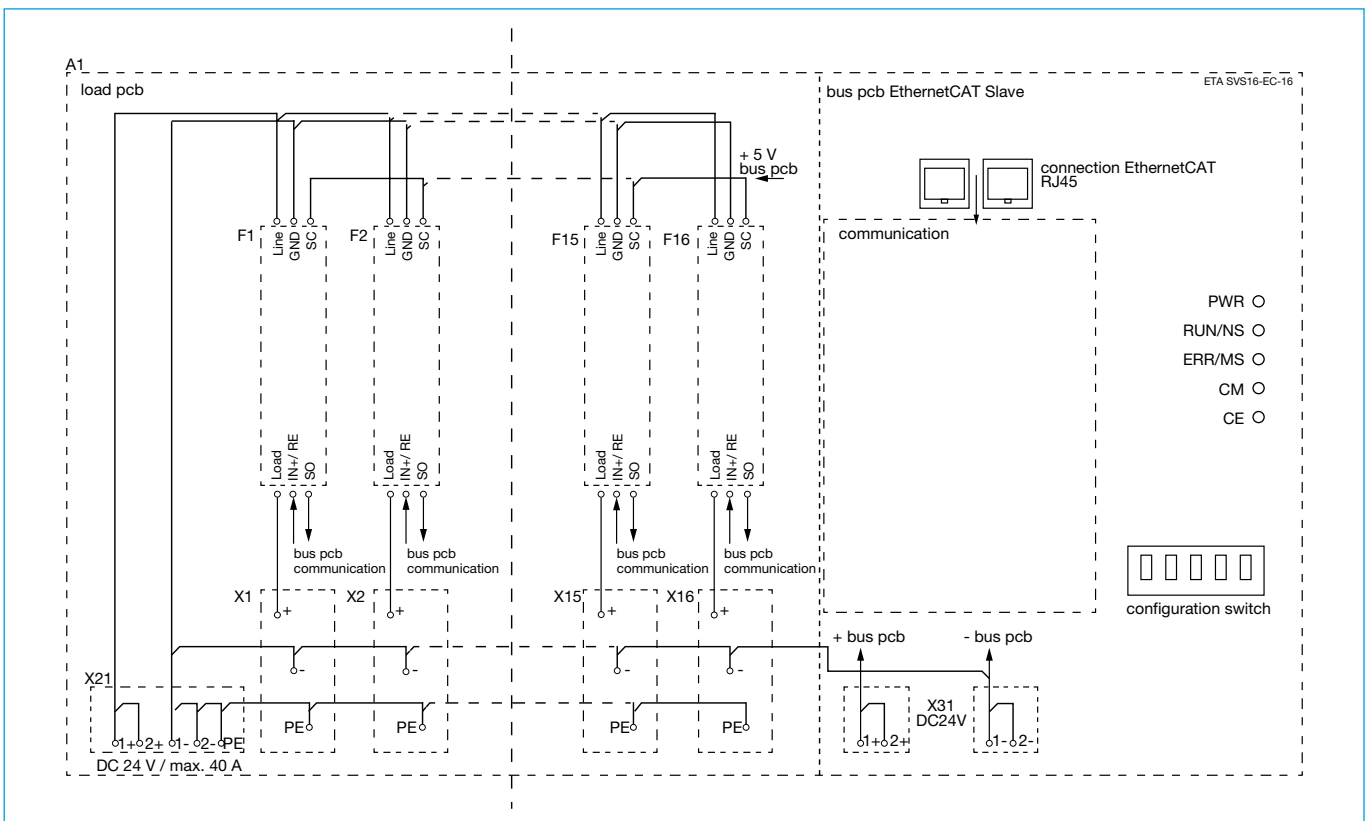 A1
load pcb
bus pcb EthernetCAT Slave
ETA SVS16-EC-16
+ 5 V
bus pcb
connection EthernetCAT
RJ45
communication
F1
Line
GND
SC
F2
Line
GND
SC
F15
Line
GND
SC
F16
Line
GND
SC
PWR
RUN/NS
ERR/MS
CM
CE
Load
IN+/ RE
SO
Load
IN+/ RE
SO
Load
IN+/ RE
SO
Load
IN+/ RE
SO
bus pcb
communication
bus pcb
communication
bus pcb
communication
bus pcb
communication
configuration switch
X1
+
-
PE
X2
+
-
PE
X15
+
-
PE
X16
+
-
PE
+ bus pcb
- bus pcb
X21
1+ 2+ 1- 2- PE
DC 24 V / max. 40 A
X31
DC24V
1+ 2+
1- 2-